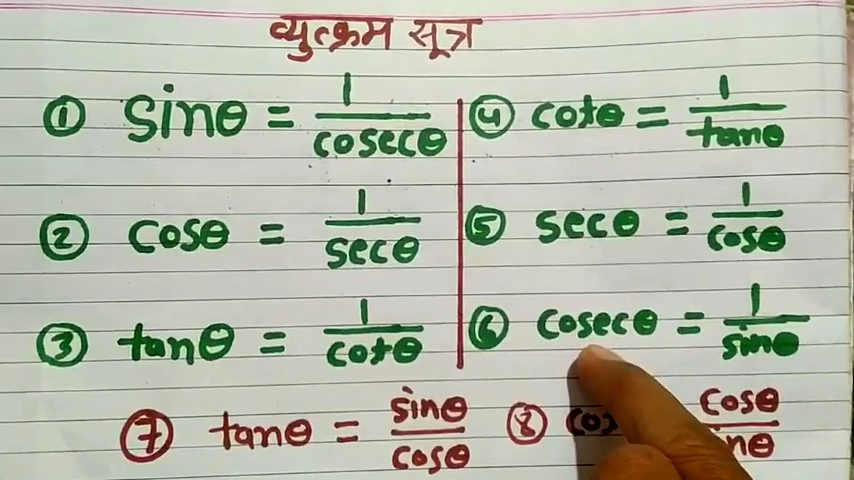 व्युत्क्रम सूत्र
① sinθ = 1/cosecθ
② cosθ = 1/secθ
③ tanθ = 1/cotθ
④ cotθ = 1/tanθ
⑤ secθ = 1/cosθ
⑥ cosecθ = 1/sinθ
⑦ tanθ = sinθ/cosθ
⑧ cosθ